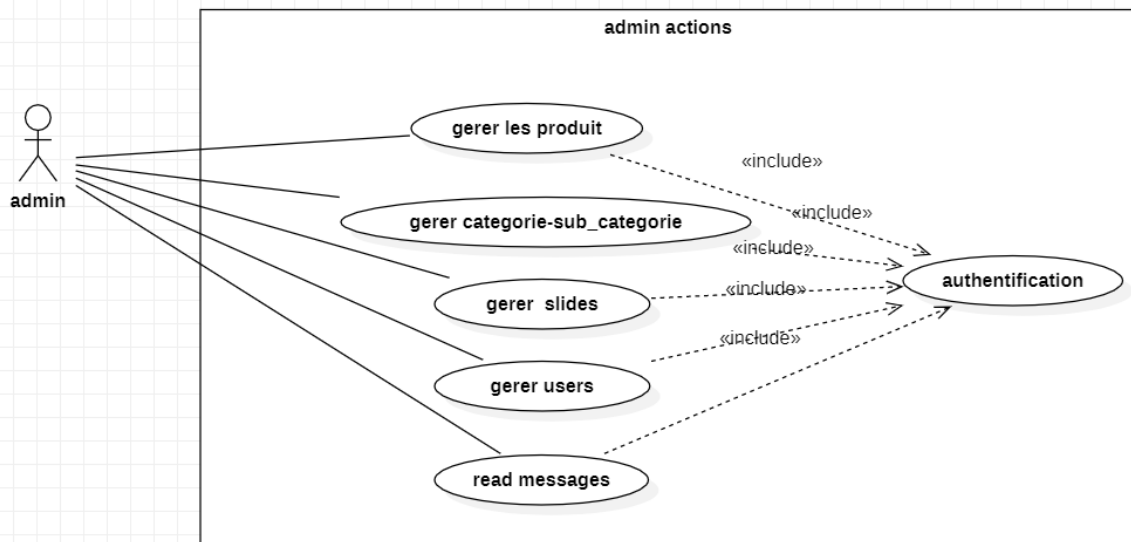 admin actions
gerer les produit
«include»
admin
«include»
gerer categorie-sub_categorie
«include»
authentification
«include»
gerer  slides
«include»
gerer users
read messages